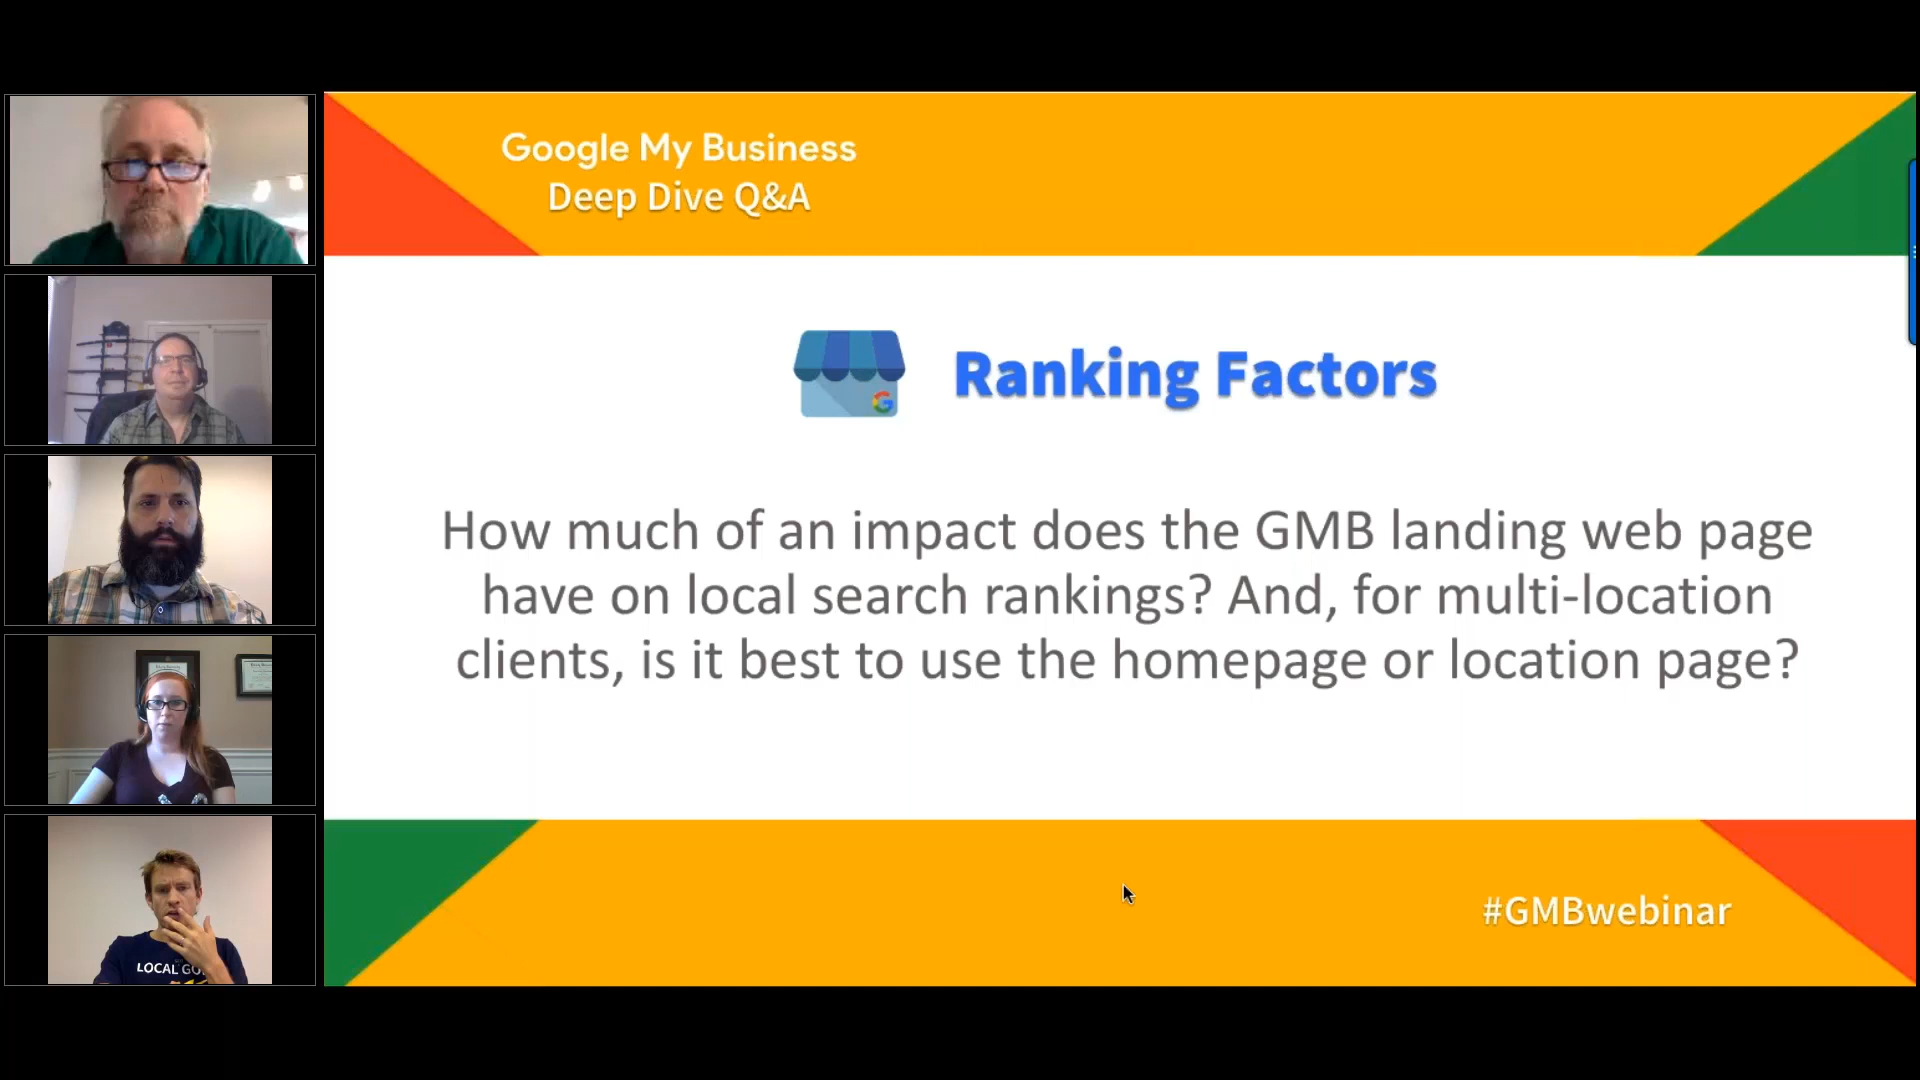 Google My Business
Deep Dive Q&A
Ranking Factors
How much of an impact does the GMB landing web page
have on local search rankings? And, for multi-location
clients, is it best to use the homepage or location page?
#GMBwebinar
LOCAL